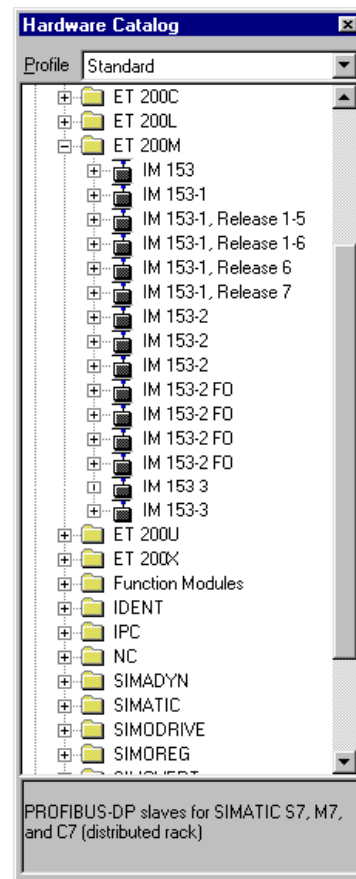 Hardware Catalog
Profile Standard
ET 200C
ET 200L
ET 200M
IM 153
IM 153-1
IM 153-1, Release 1-5
IM 153-1, Release 1-6
IM 153-1, Release 6
IM 153-1, Release 7
IM 153-2
IM 153-2
IM 153-2
IM 153-2 FO
IM 153-2 FO
IM 153-2 FO
IM 153-2 FO
IM 153 3
IM 153-3
ET 200U
ET 200X
Function Modules
IDENT
IPC
NC
SIMADYN
SIMATIC
SIMODRIVE
SIMOREG
PROFIBUS-DP slaves for SIMATIC S7, M7,
and C7 (distributed rack)